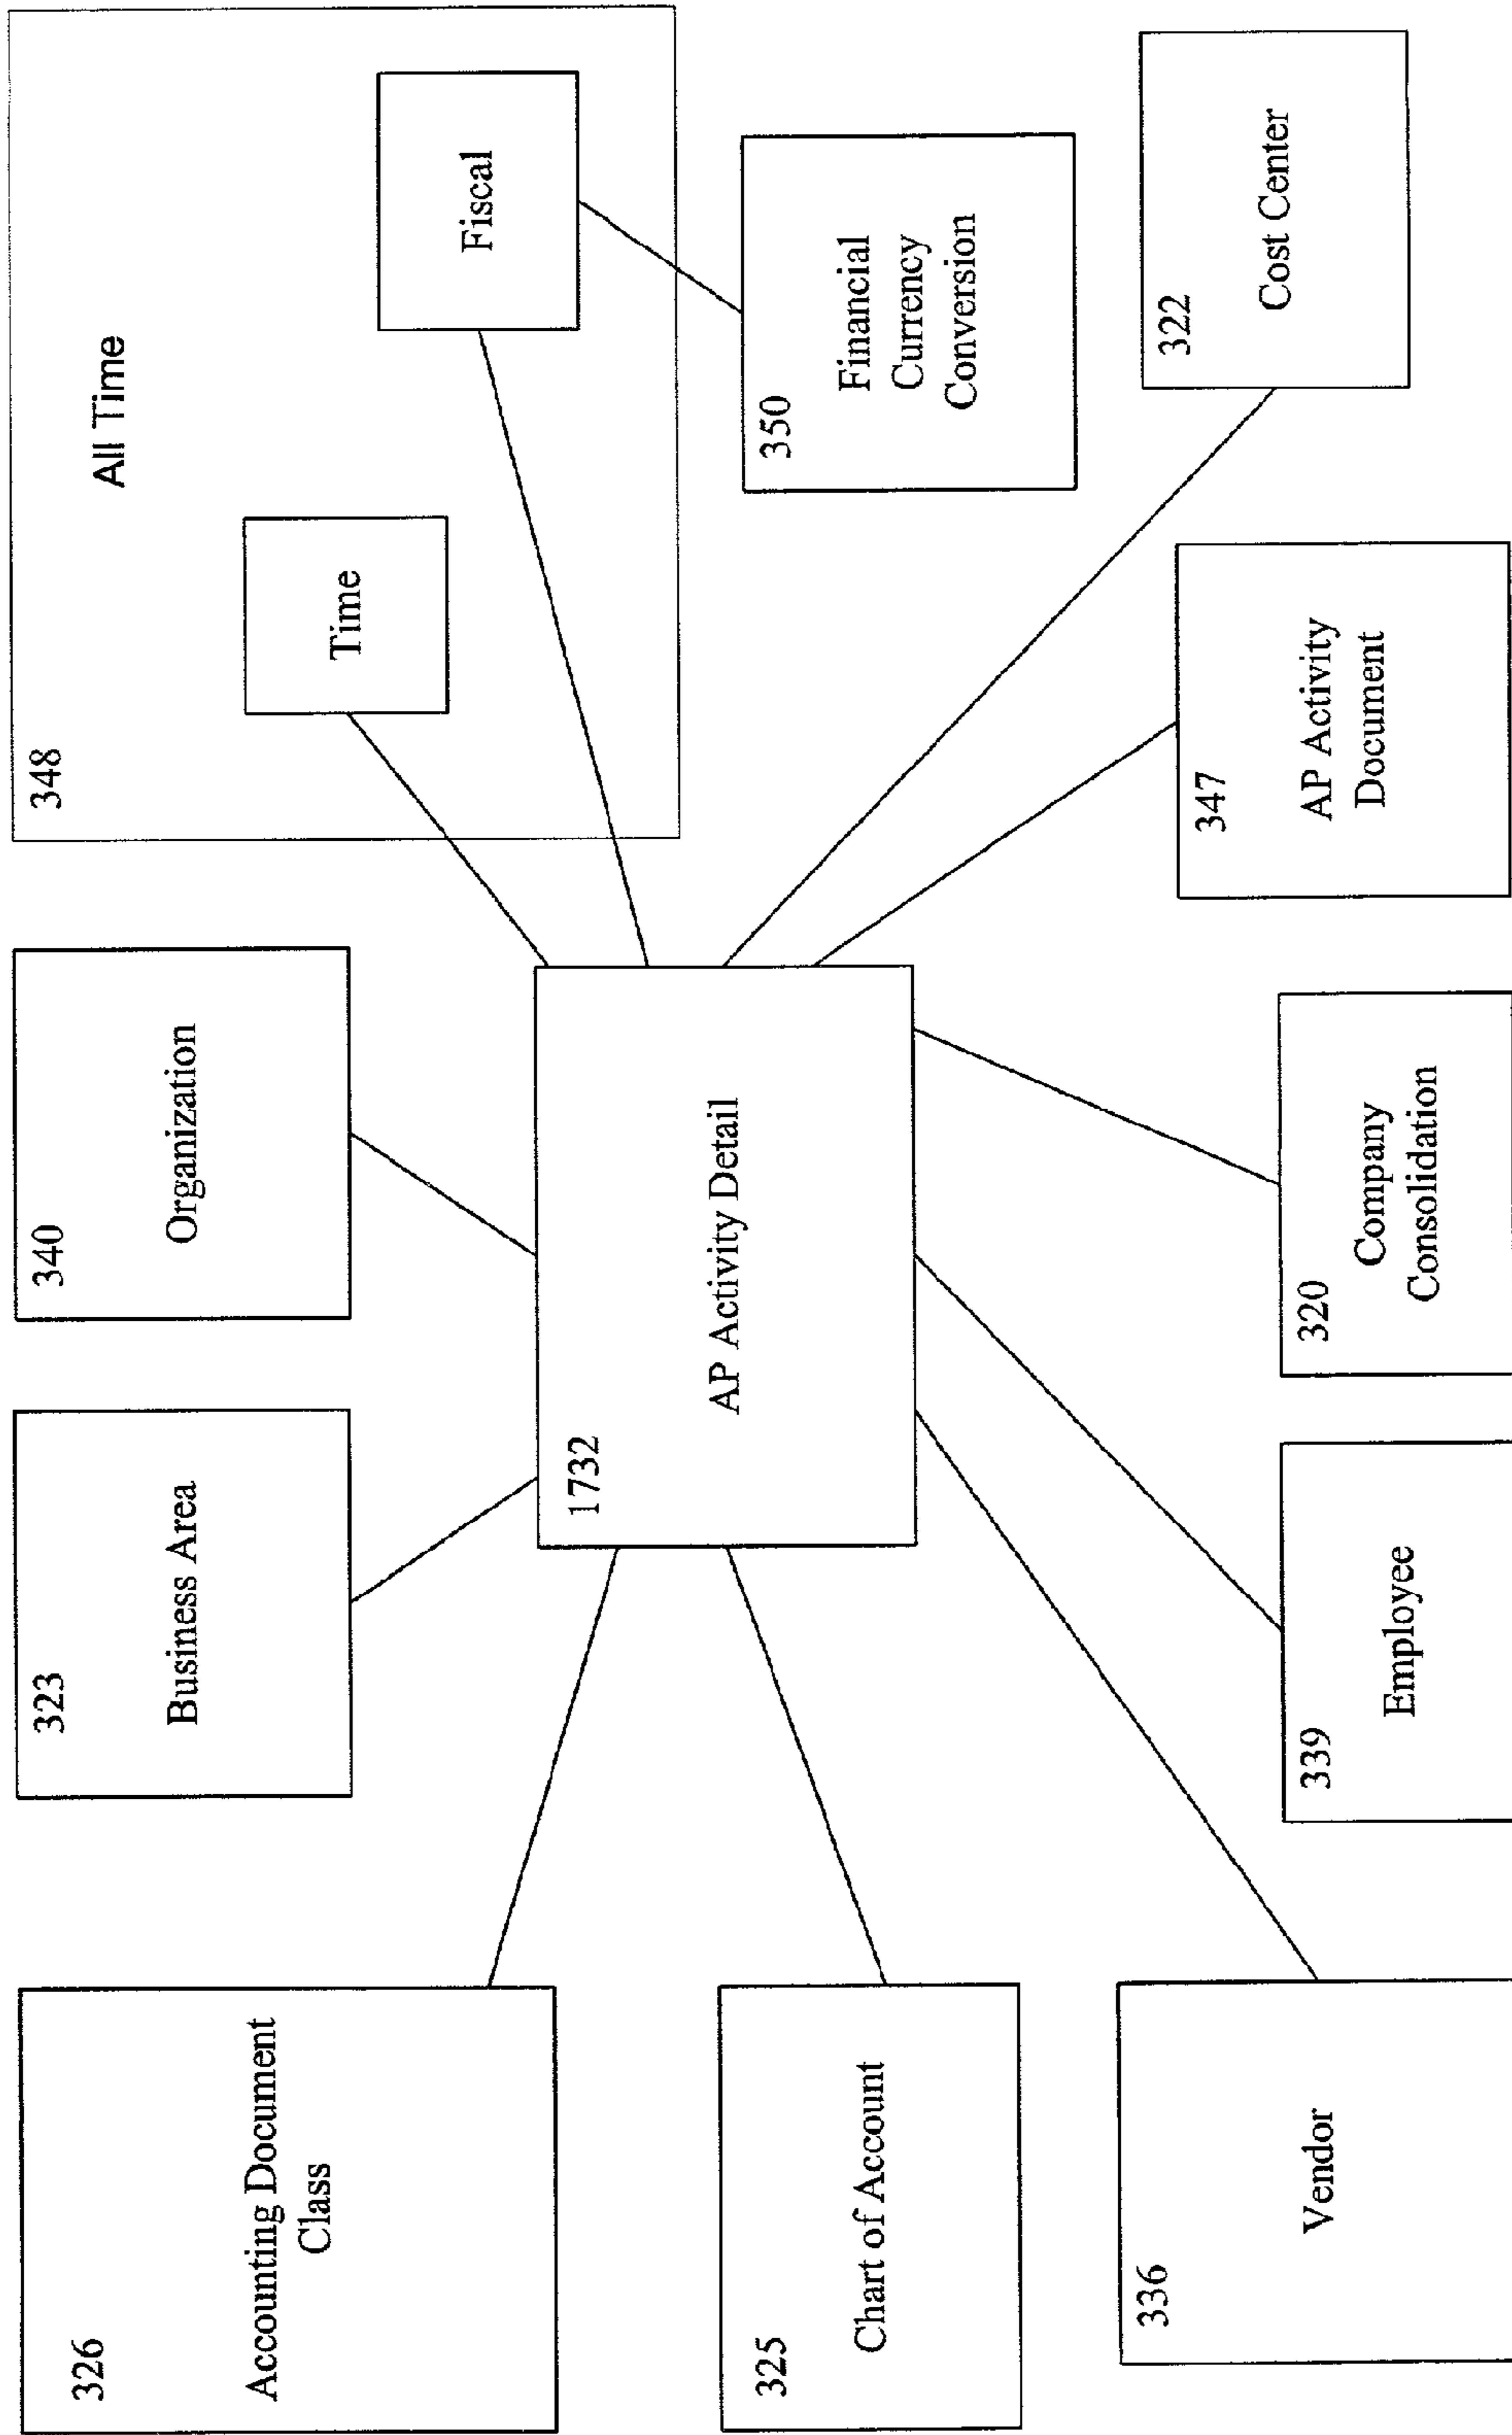 326
Accounting Document
Class
323
Business Area
340
Organization
348
All Time
Time
Fiscal
325
Chart of Account
1732
AP Activity Detail
350
Financial
Currency
Conversion
336
Vendor
339
Employee
320
Company
Consolidation
347
AP Activity
Document
322
Cost Center